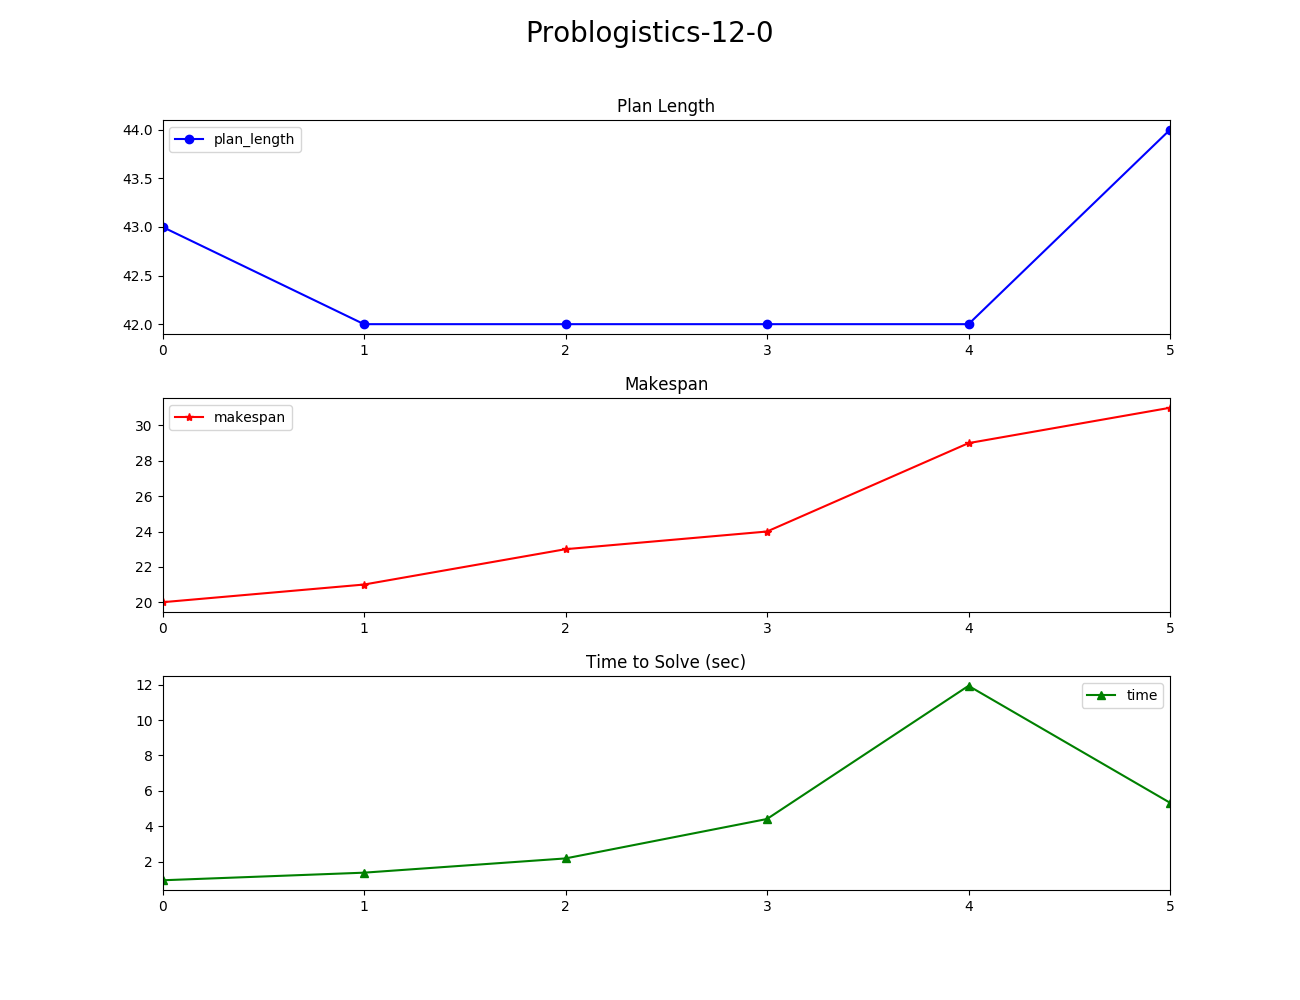 Problogistics-12-0
Plan Length
plan_length
44.0
43.5
43.0
42.5
42.0
0 1 2 3 4 5
Makespan
makespan
30
28
26
24
22
20
0 1 2 3 4 5
Time to Solve (sec)
time
12
10
8
6
4
2
0 1 2 3 4 5